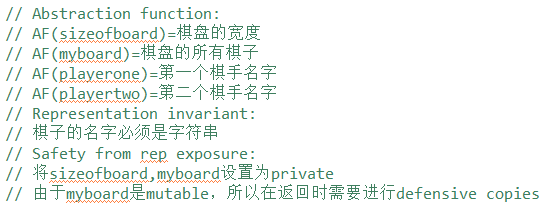 // Abstraction function:
// AF(sizeofboard)=棋盘的宽度
// AF(myboard)=棋盘的所有棋子
// AF(playerone)=第一个棋手名字
// AF(playertwo)=第二个棋手名字
// Representation invariant:
// 棋子的名字必须是字符串
// Safety from rep exposure:
// 将sizeofboard,myboard设置为private
// 由于myboard是mutable，所以在返回时需要进行defensive copies